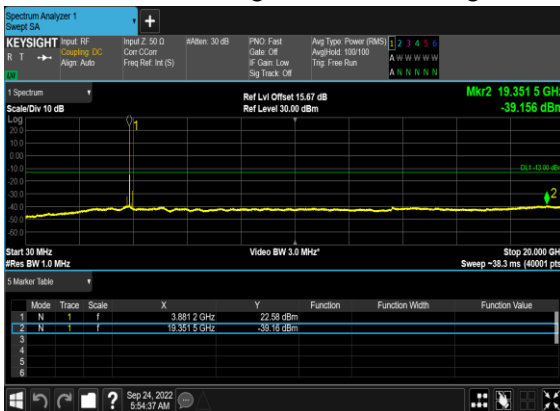 Spectrum Analyzer 1
Swept SA
KEYSIGHT Input: RF Input Z: 50 Ω #Atten: 30 dB PNO: Fast Avg Type: Power (RMS) 1 2 3 4 5 6
R T Coupling: DC Corr CCorr Gate: Off Avg|Hold: 100/100 A W W W W W
Align: Auto Freq Ref: Int (S) IF Gain: Low Trig: Free Run
Sig Track: Off A N N N N N
1 Spectrum Ref Lvl Offset 15.67 dB Mkr2 19.351 5 GHz
Scale/Div 10 dB Ref Level 30.00 dBm -39.156 dBm
Log
20.0 1
10.0
0.00
-10.0 DL1 -13.00 dBm
-20.0
-30.0 2
-40.0
-50.0
-60.0
Start 30 MHz Video BW 3.0 MHz* Stop 20.000 GH
#Res BW 1.0 MHz Sweep ~38.3 ms (40001 pts
5 Marker Table
Mode Trace Scale X Y Function Function Width Function Value
1 N 1 f 3.881 2 GHz 22.58 dBm
2 N 1 f 19.351 5 GHz -39.16 dBm
3
4
5
6
? Sep 24, 2022
5:54:37 AM